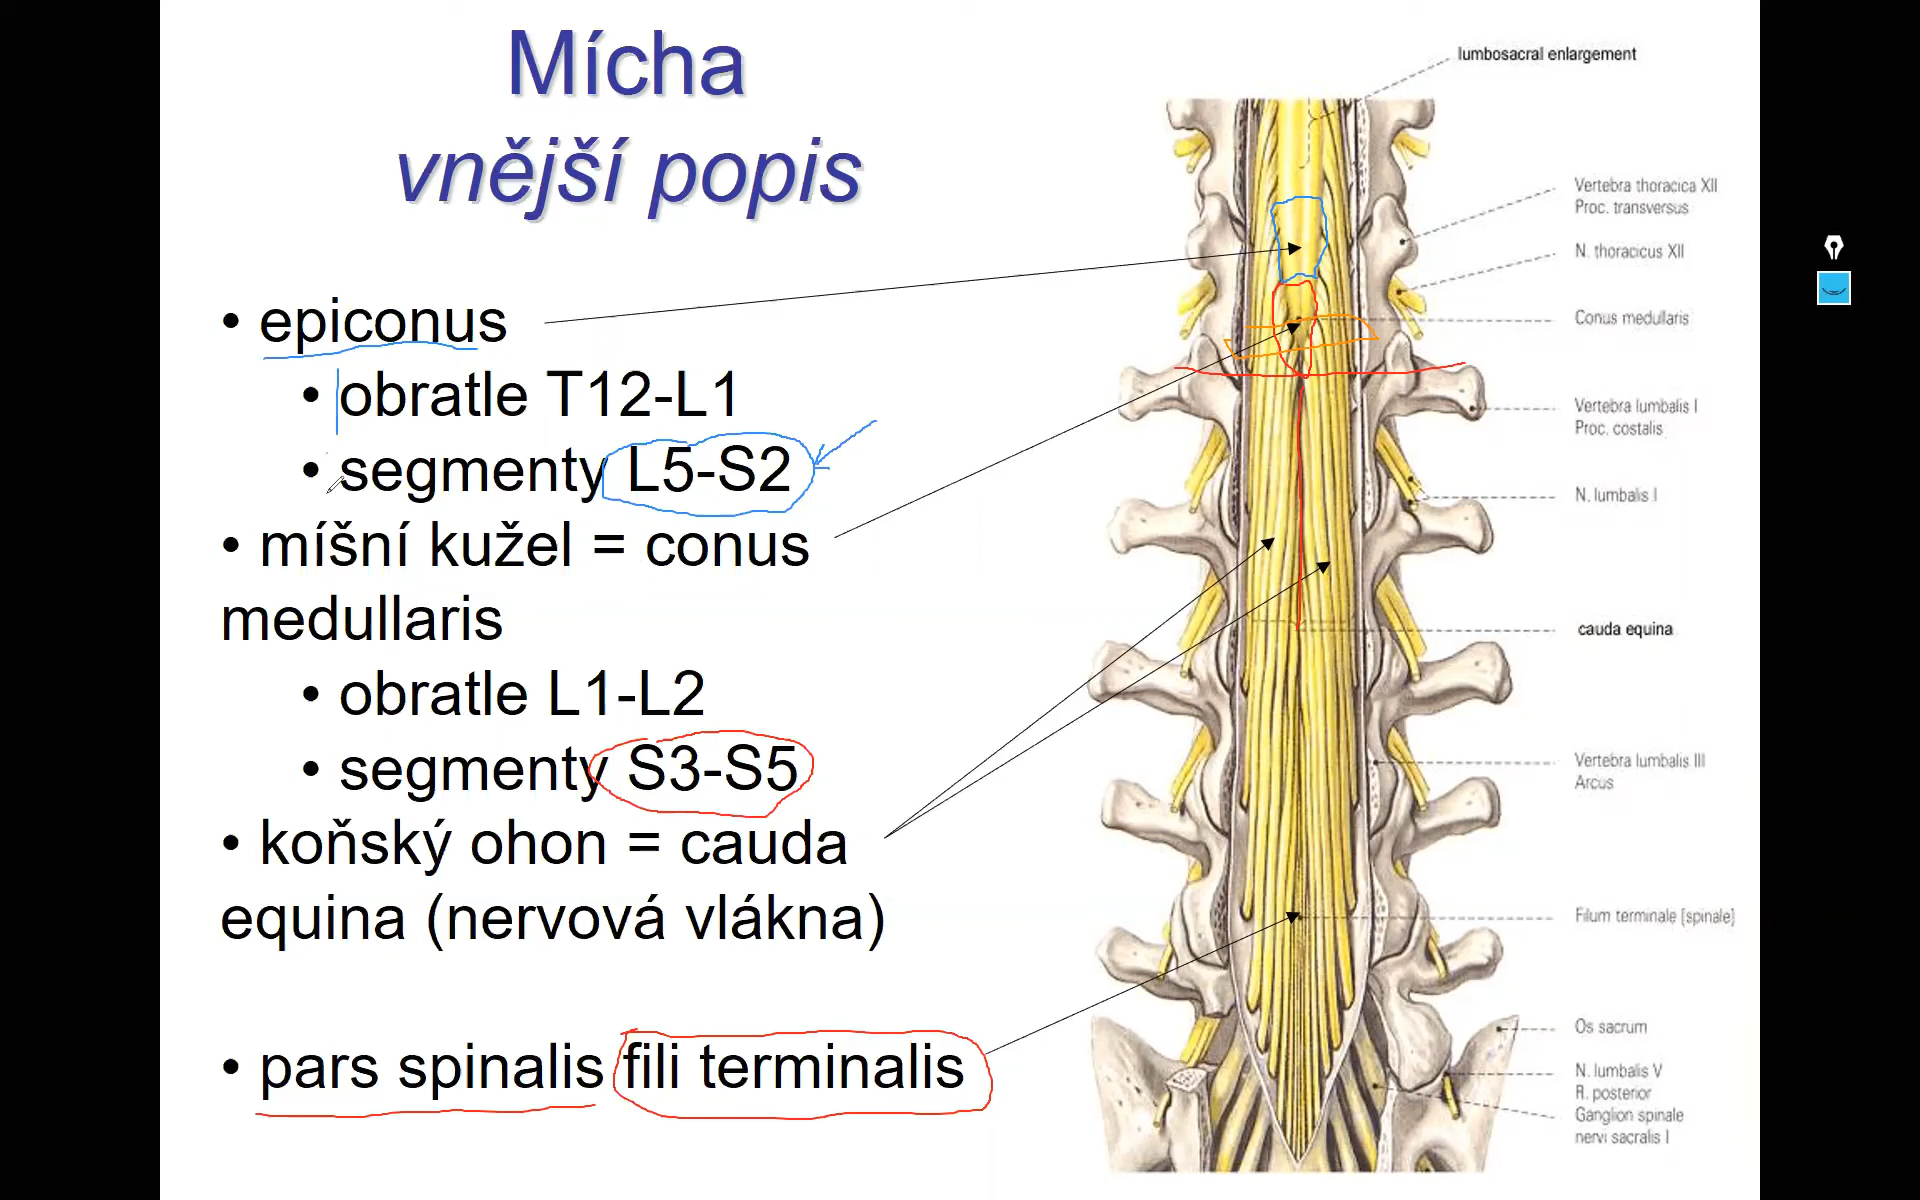 Mícha
vnější popis
• epiconus
• obratle T12-L1
• segmenty L5-S2
• míšní kužel = conus
medullaris
• obratle L1-L2
• segmenty S3-S5
• koňský ohon = cauda
equina (nervová vlákna)
• pars spinalis fili terminalis
lumbosacral enlargement
Vertebra thoracica XII
Proc. transversus
N. thoracicus XII
Conus medullaris
Vertebra lumbalis I
Proc. costalis
N. lumbalis I
cauda equina
Vertebra lumbalis III
Arcus
Filum terminale [spinale]
Os sacrum
N. lumbalis V
R. posterior
Ganglion spinale
nervi sacralis I